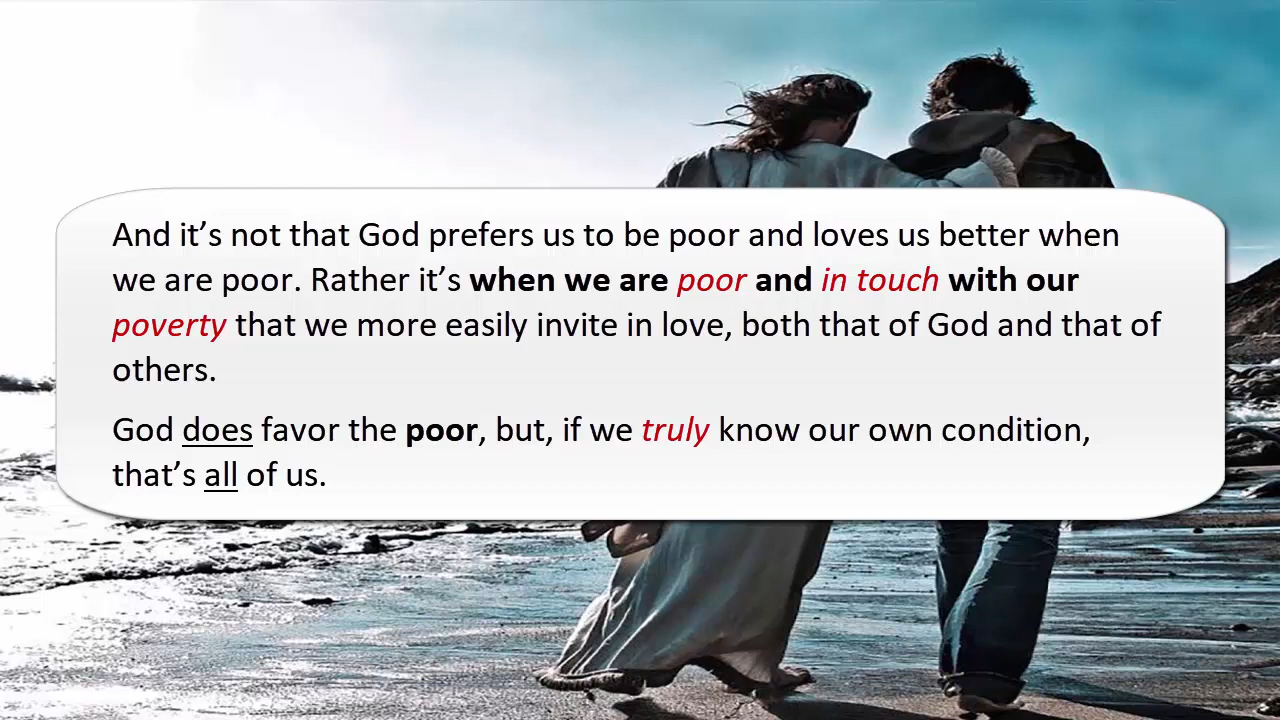 And it’s not that God prefers us to be poor and loves us better when
we are poor. Rather it’s when we are poor and in touch with our
poverty that we more easily invite in love, both that of God and that of
others.
God does favor the poor, but, if we truly know our own condition,
that’s all of us.